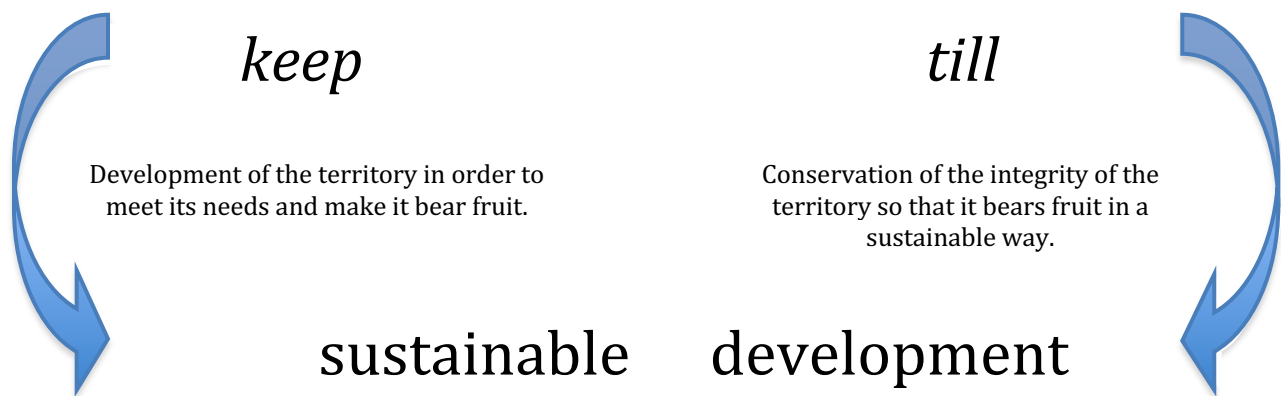 keep
till
Development of the territory in order to
meet its needs and make it bear fruit.
Conservation of the integrity of the
territory so that it bears fruit in a
sustainable way.
sustainable development